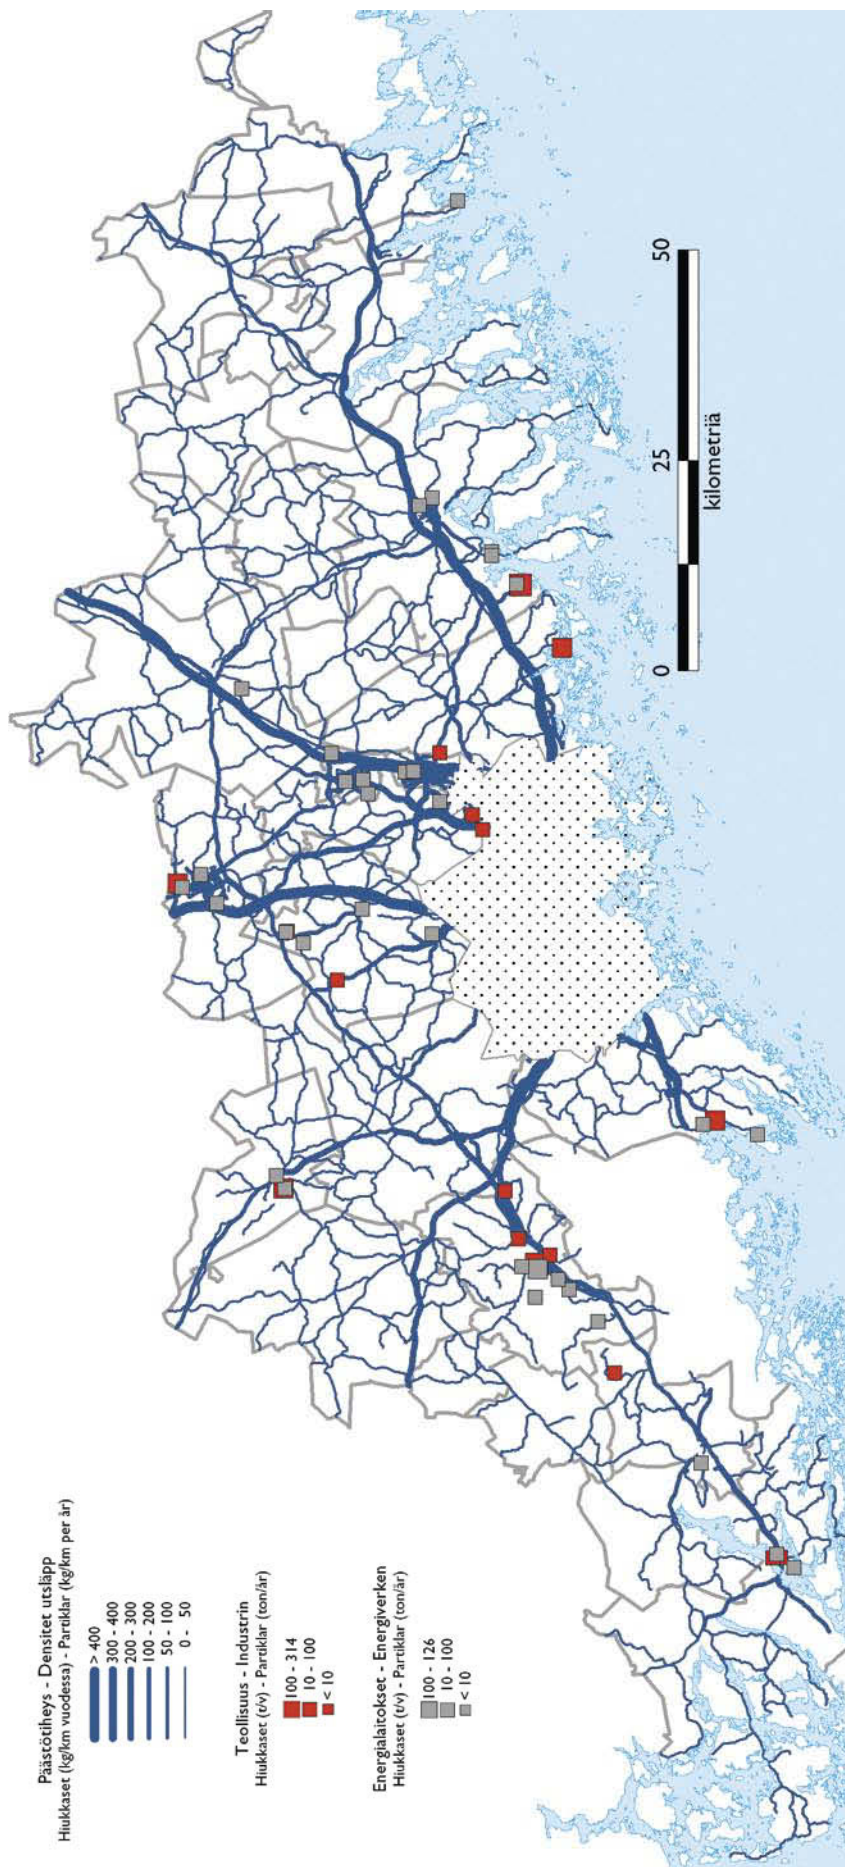 Päästötiheys - Densitet utsläpp
Hiukkaset (kg/km vuodessa) - Partiklar (kg/km per år)
> 400
300 - 400
200 - 300
100 - 200
50 - 100
0 - 50
Teollisuus - Industrin
Hiukkaset (t/v) - Partiklar (ton/år)
100 - 314
10 - 100
< 10
Energialaitokset - Energiverken
Hiukkaset (t/v) - Partiklar (ton/år)
100 - 126
10 - 100
< 10
0
25
50
kilometriä